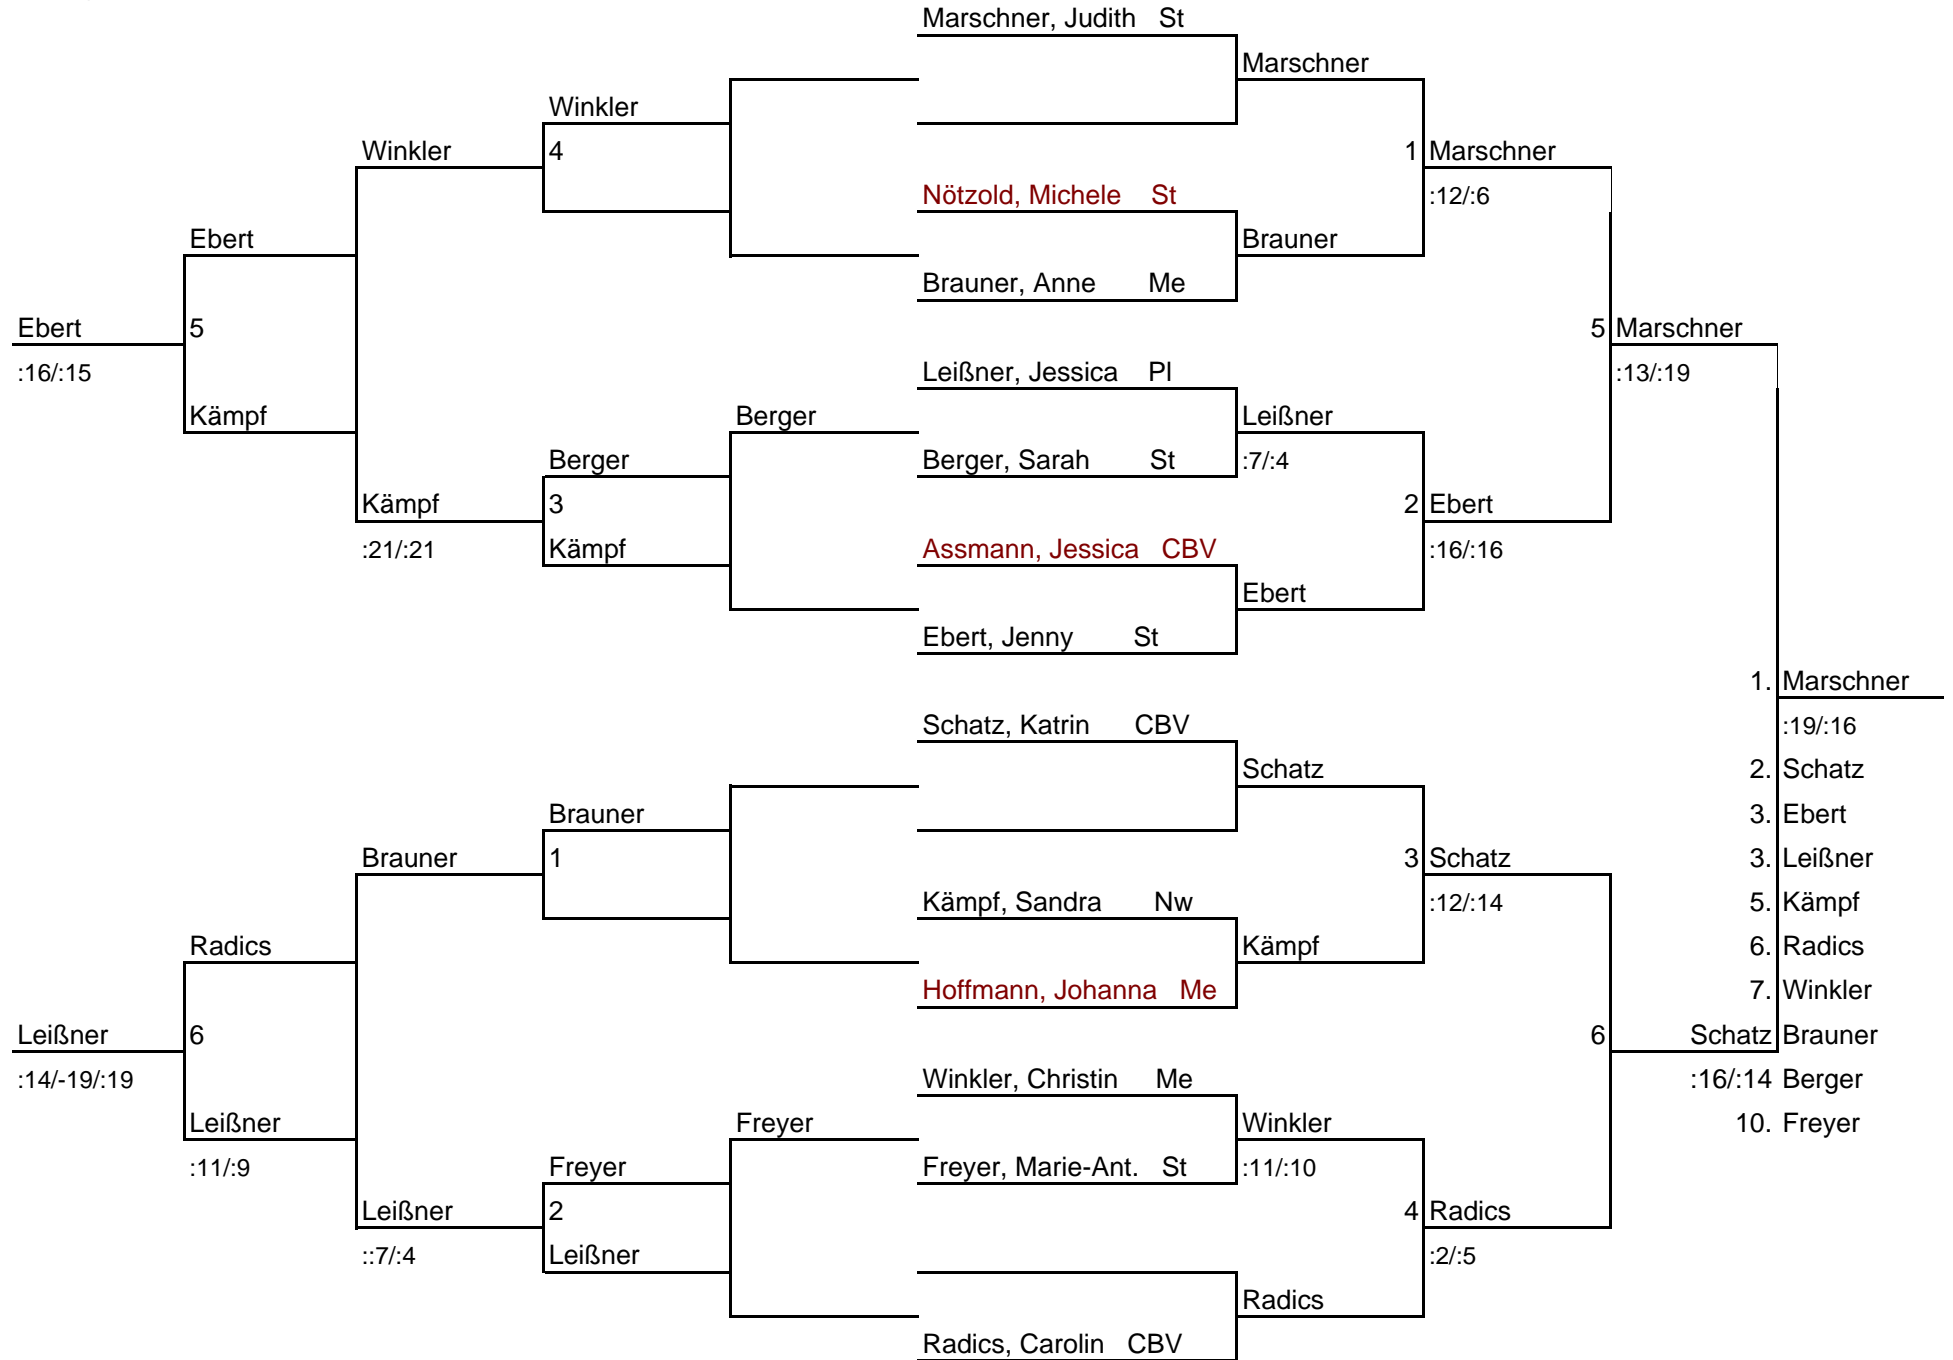 Marschner, Judith St
Marschner
Winkler
Winkler
4
1 Marschner
Nötzold, Michele St
:12/:6
Ebert
Brauner
Brauner, Anne Me
Ebert
5
5 Marschner
:16/:15
Leißner, Jessica Pl
:13/:19
Kämpf
Berger
Leißner
Berger
Berger, Sarah St
:7/:4
Kämpf
3
2 Ebert
:21/:21
Kämpf
Assmann, Jessica CBV
:16/:16
Ebert
Ebert, Jenny St
1. Marschner
Schatz, Katrin CBV
:19/:16
Schatz
2. Schatz
Brauner
3. Ebert
Brauner
1
3 Schatz
3. Leißner
Kämpf, Sandra Nw
:12/:14
5. Kämpf
Radics
Kämpf
6. Radics
Hoffmann, Johanna Me
7. Winkler
Leißner
6
6
Schatz
Brauner
:14/-19/:19
Winkler, Christin Me
:16/:14
Berger
Leißner
Freyer
Winkler
10. Freyer
:11/:9
Freyer
Freyer, Marie-Ant. St
:11/:10
Leißner
2
4 Radics
::7/:4
Leißner
:2/:5
Radics
Radics, Carolin CBV